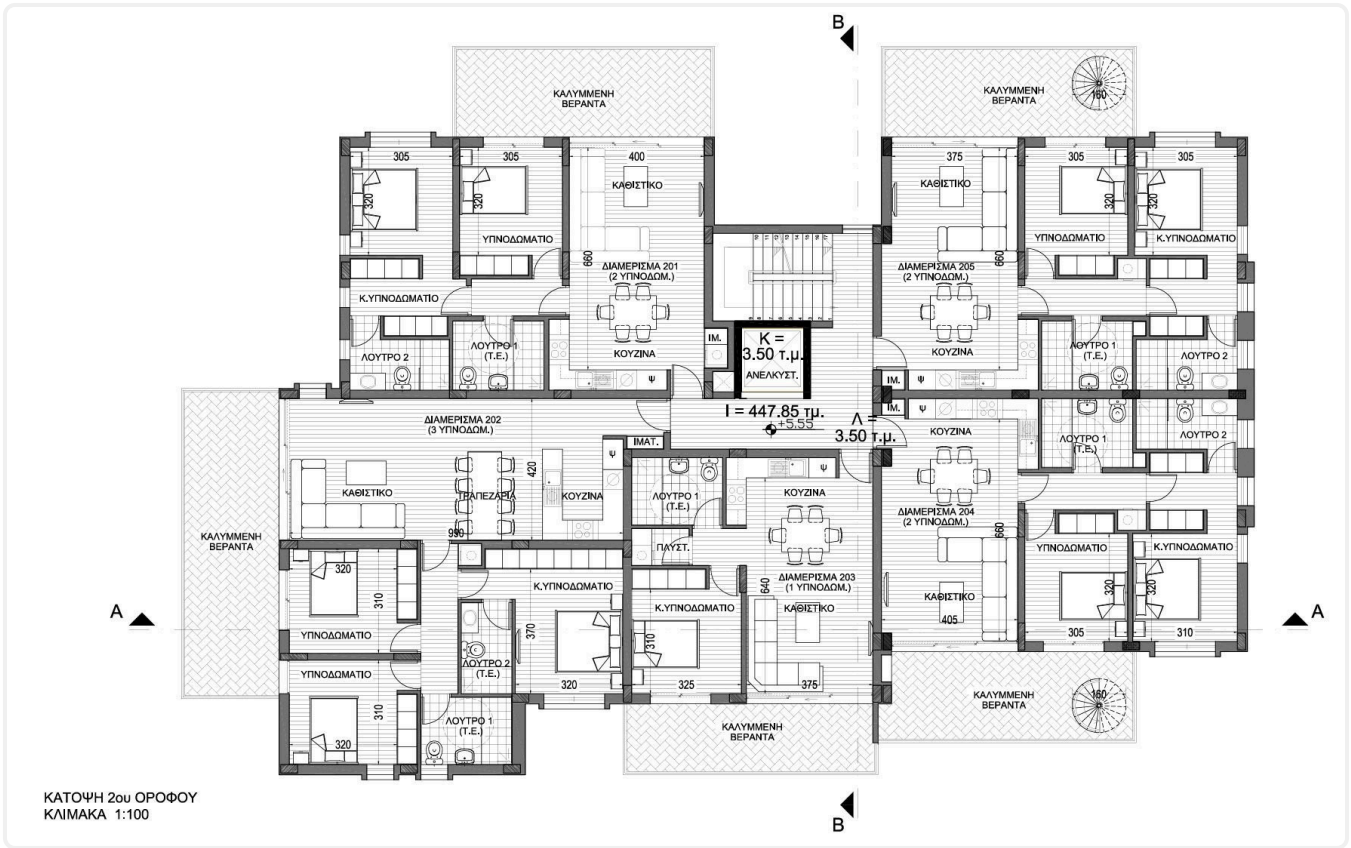 B
ΚΑΛΥΜΜΕΝΗ
ΒΕΡΑΝΤΑ
ΚΑΛΥΜΜΕΝΗ
ΒΕΡΑΝΤΑ
160
305
305
400
375
305
305
320
320
ΚΑΘΙΣΤΙΚΟ
ΚΑΘΙΣΤΙΚΟ
320
320
ΥΠΝΟΔΩΜΑΤΙΟ
ΥΠΝΟΔΩΜΑΤΙΟ
Κ.ΥΠΝΟΔΩΜΑΤΙΟ
660
660
ΔΙΑΜΕΡΙΣΜΑ 201
(2 ΥΠΝΟΔΩΜ.)
ΔΙΑΜΕΡΙΣΜΑ 205
(2 ΥΠΝΟΔΩΜ.)
Κ.ΥΠΝΟΔΩΜΑΤΙΟ
ΛΟΥΤΡΟ 2
ΛΟΥΤΡΟ 1
(Τ.Ε.)
ΚΟΥΖΙΝΑ
ΙΜ.
Ψ
Κ =
3.50 τ.μ.
ΑΝΕΛΚΥΣΤ.
ΚΟΥΖΙΝΑ
ΙΜ.
Ψ
ΛΟΥΤΡΟ 1
(Τ.Ε.)
ΛΟΥΤΡΟ 2
ΔΙΑΜΕΡΙΣΜΑ 202
(3 ΥΠΝΟΔΩΜ.)
Ι = 447.85 τμ.
+5.55
Λ =
3.50 τ.μ.
ΙΜ.
Ψ
ΚΟΥΖΙΝΑ
ΛΟΥΤΡΟ 1
(Τ.Ε.)
ΛΟΥΤΡΟ 2
ΙΜΑΤ.
Ψ
420
ΚΑΘΙΣΤΙΚΟ
ΤΡΑΠΕΖΑΡΙΑ
ΚΟΥΖΙΝΑ
990
ΛΟΥΤΡΟ 1
(Τ.Ε.)
ΚΟΥΖΙΝΑ
Ψ
ΠΛΥΣΤ.
ΔΙΑΜΕΡΙΣΜΑ 204
(2 ΥΠΝΟΔΩΜ.)
660
ΥΠΝΟΔΩΜΑΤΙΟ
Κ.ΥΠΝΟΔΩΜΑΤΙΟ
ΚΑΛΥΜΜΕΝΗ
ΒΕΡΑΝΤΑ
320
310
ΥΠΝΟΔΩΜΑΤΙΟ
Κ.ΥΠΝΟΔΩΜΑΤΙΟ
370
320
ΛΟΥΤΡΟ 2
(Τ.Ε.)
ΔΙΑΜΕΡΙΣΜΑ 203
(1 ΥΠΝΟΔΩΜ.)
640
ΚΑΘΙΣΤΙΚΟ
Κ.ΥΠΝΟΔΩΜΑΤΙΟ
310
325
375
ΚΑΘΙΣΤΙΚΟ
405
320
305
320
310
A
A
ΥΠΝΟΔΩΜΑΤΙΟ
310
320
ΛΟΥΤΡΟ 1
(Τ.Ε.)
ΚΑΛΥΜΜΕΝΗ
ΒΕΡΑΝΤΑ
ΚΑΛΥΜΜΕΝΗ
ΒΕΡΑΝΤΑ
160
ΚΑΤΟΨΗ 2ου ΟΡΟΦΟΥ
ΚΛΙΜΑΚΑ 1:100
B